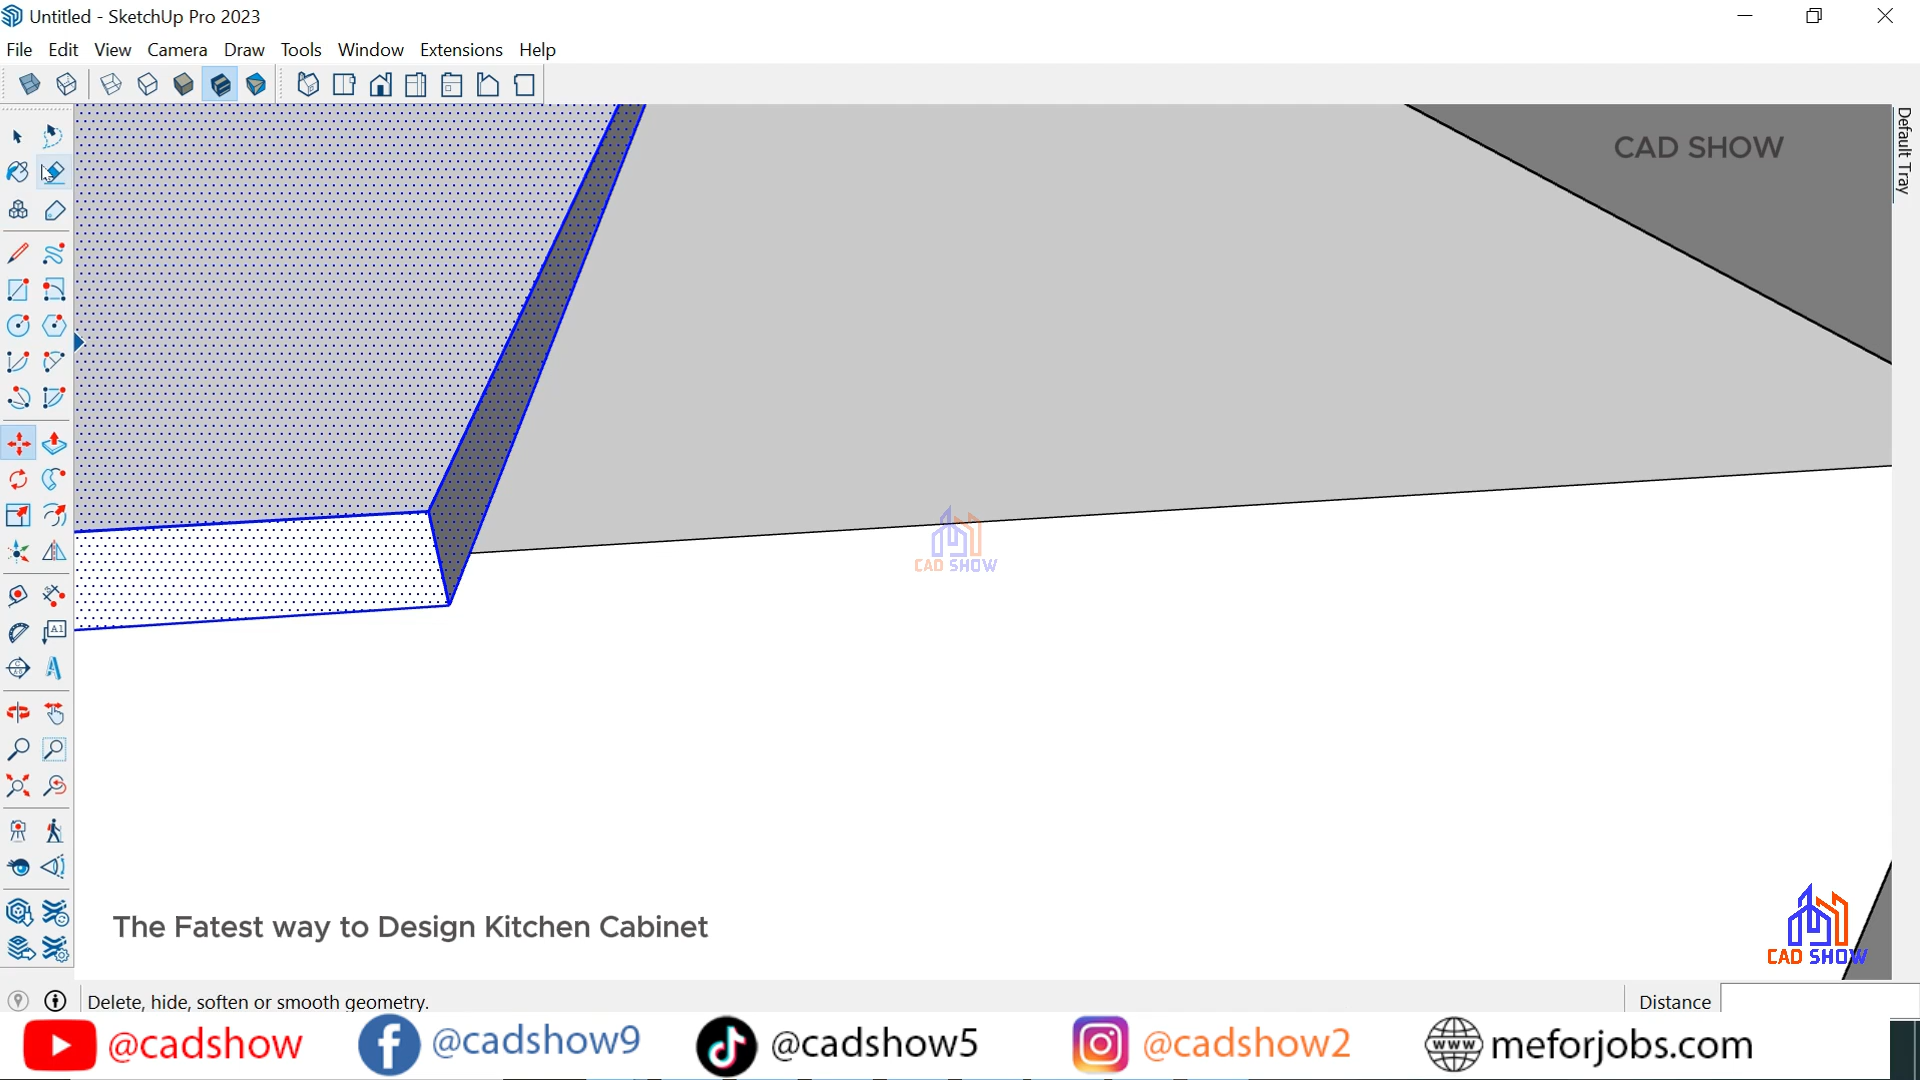 Untitled - SketchUp Pro 2023
File Edit View Camera Draw Tools Window Extensions Help
Default Tray
CAD SHOW
A1
CAD SHOW
The Fatest way to Design Kitchen Cabinet
CAD SHOW
Delete, hide, soften or smooth geometry.
Distance
@cadshow @cadshow9 @cadshow5 @cadshow2 www meforjobs.com